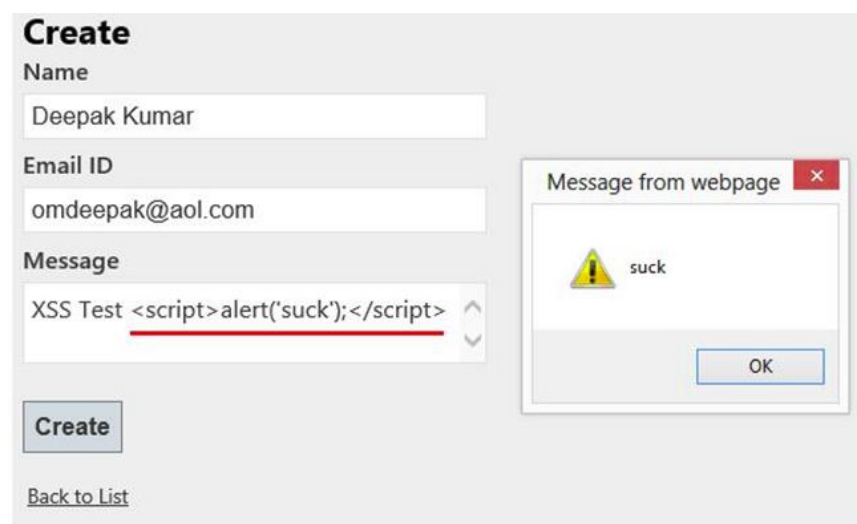 Create
Name
Deepak Kumar
Email ID
omdeepak@aol.com
Message
XSS Test <script>alert('suck');</script>
Create
Back to List
Message from webpage
suck
OK